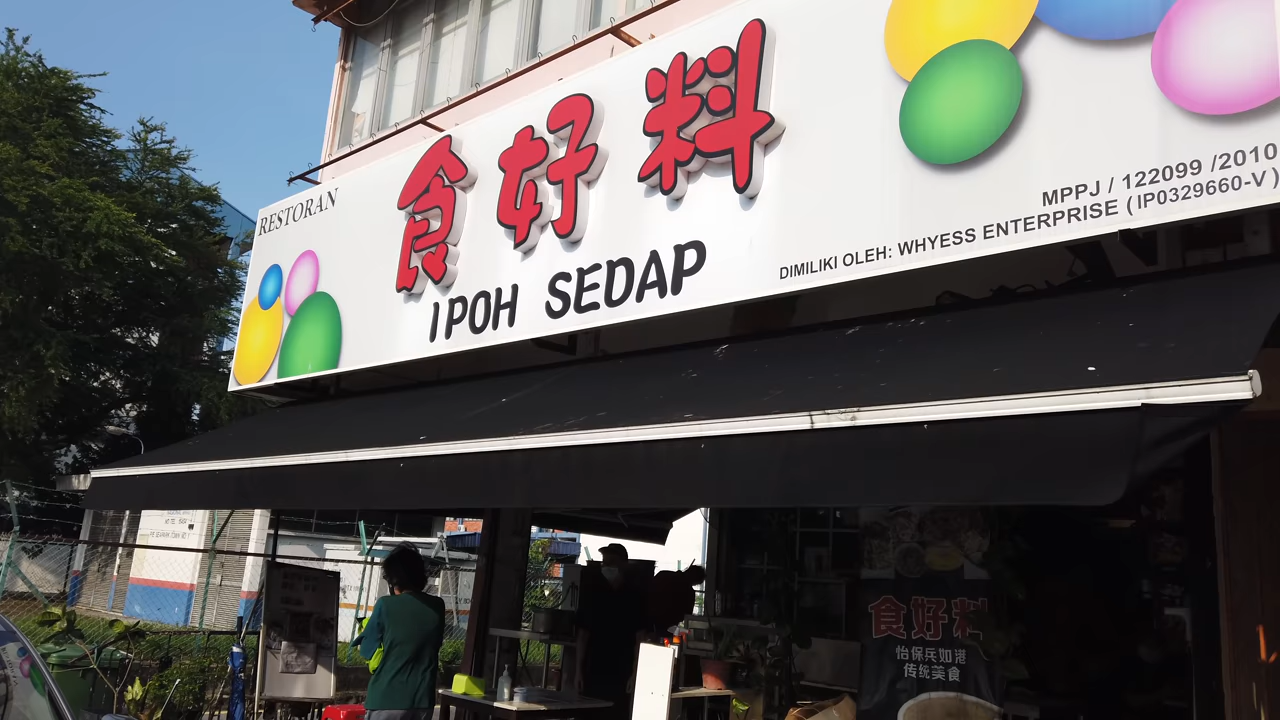 RESTORAN
食好料
IPOH SEDAP
MPPJ / 122099 /2010
DIMILIKI OLEH: WHYESS ENTERPRISE (IP0329660-V)
食好料
怡保兵如港
传统美食